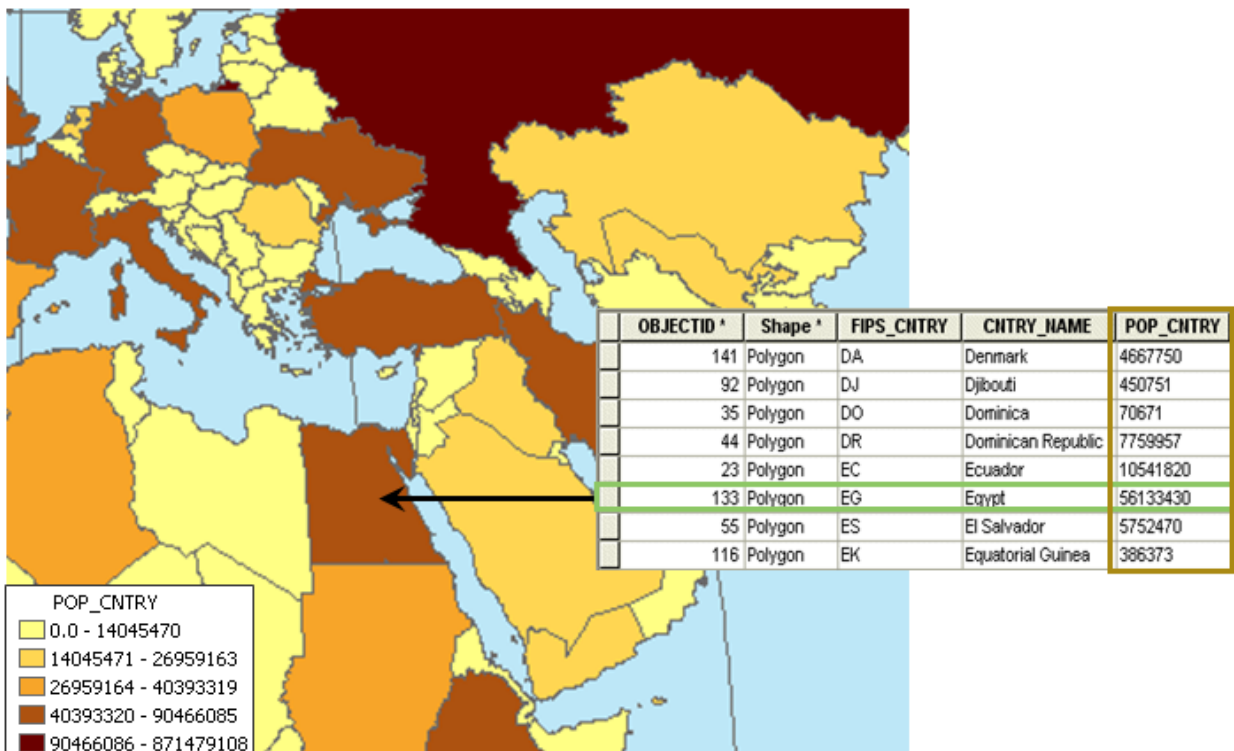 OBJECTID * Shape * FIPS_CNTRY CNTRY_NAME POP_CNTRY
141 Polygon DA Denmark 4667750
92 Polygon DJ Djibouti 450751
35 Polygon DO Dominica 70671
44 Polygon DR Dominican Republic 7759957
23 Polygon EC Ecuador 10541820
133 Polygon EG Egypt 56133430
55 Polygon ES El Salvador 5752470
116 Polygon EK Equatorial Guinea 386373
POP_CNTRY
0.0 - 14045470
14045471 - 26959163
26959164 - 40393319
40393320 - 90466085
90466086 - 871479108